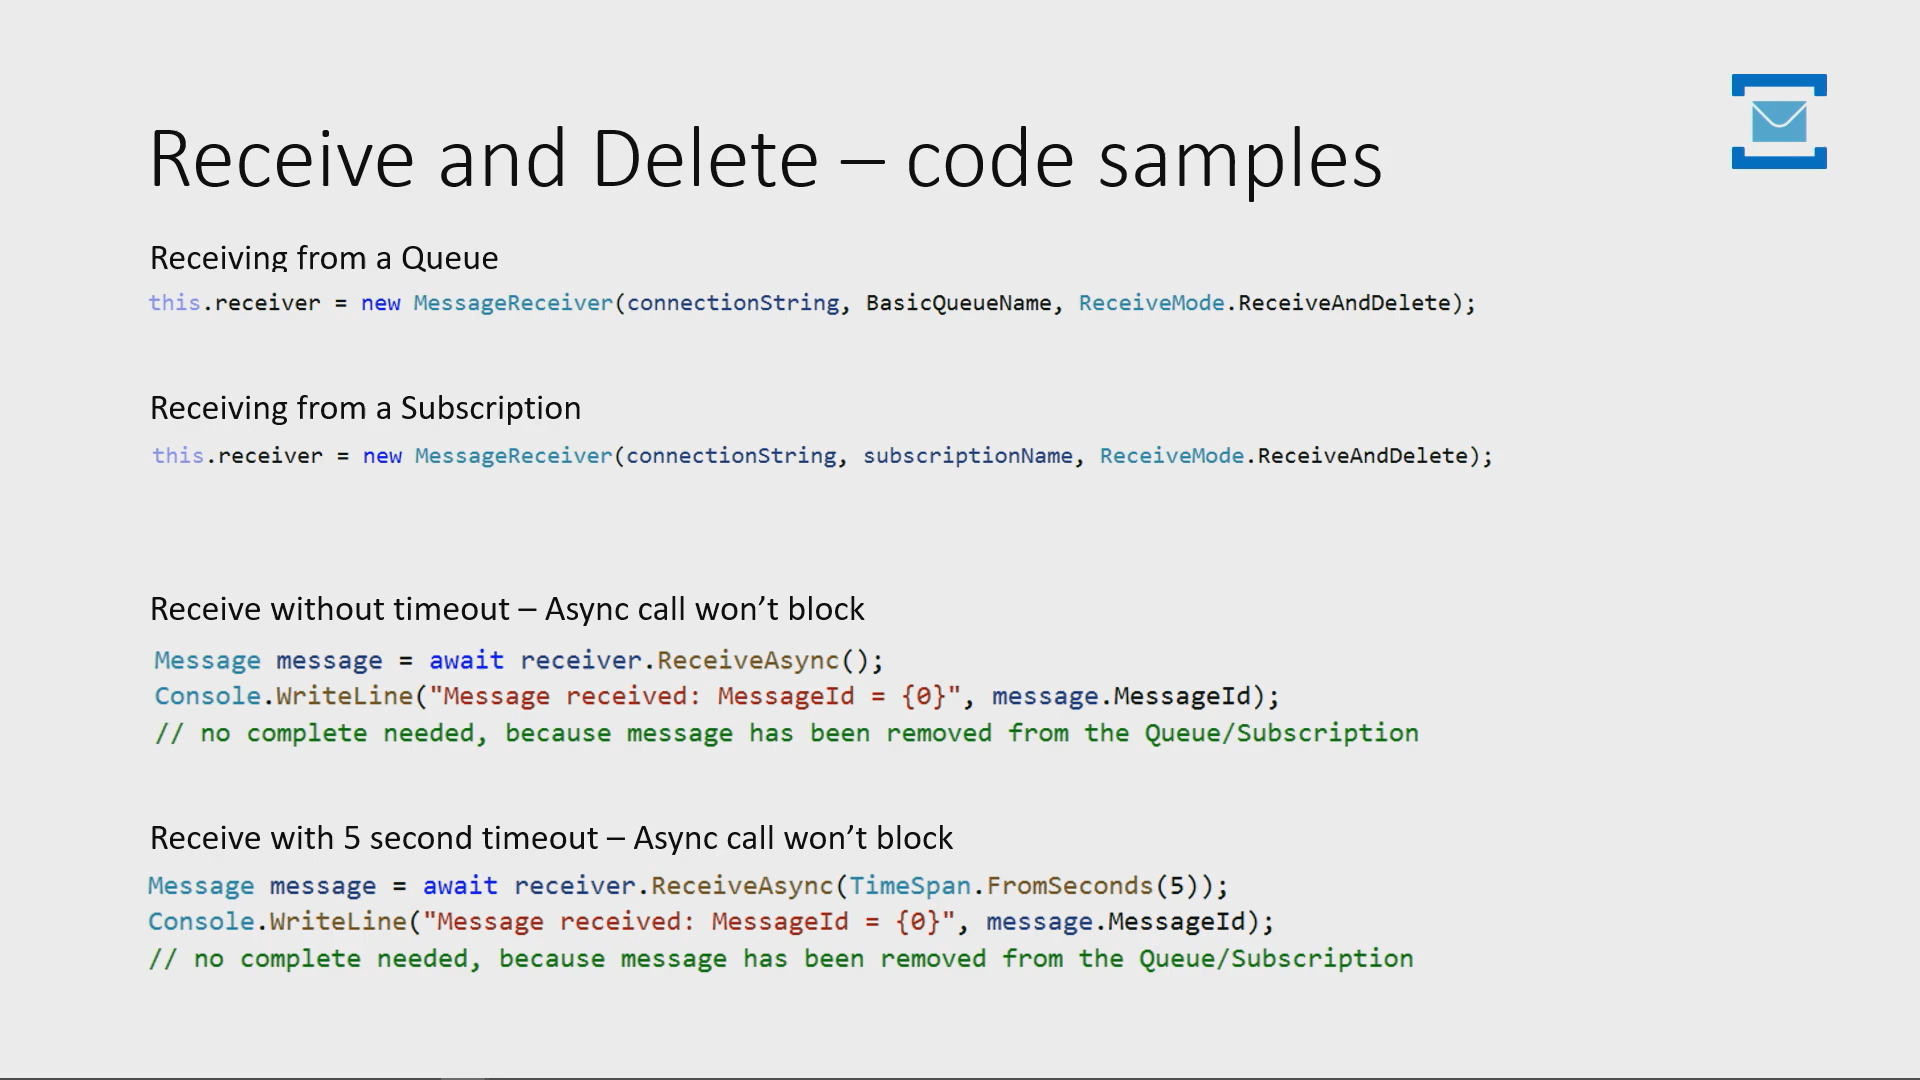 Receive and Delete – code samples
Receiving from a Queue
this.receiver = new MessageReceiver(connectionString, BasicQueueName, ReceiveMode.ReceiveAndDelete);
Receiving from a Subscription
this.receiver = new MessageReceiver(connectionString, subscriptionName, ReceiveMode.ReceiveAndDelete);
Receive without timeout – Async call won’t block
Message message = await receiver.ReceiveAsync();
Console.WriteLine("Message received: MessageId = {0}", message.MessageId);
// no complete needed, because message has been removed from the Queue/Subscription
Receive with 5 second timeout – Async call won’t block
Message message = await receiver.ReceiveAsync(TimeSpan.FromSeconds(5));
Console.WriteLine("Message received: MessageId = {0}", message.MessageId);
// no complete needed, because message has been removed from the Queue/Subscription